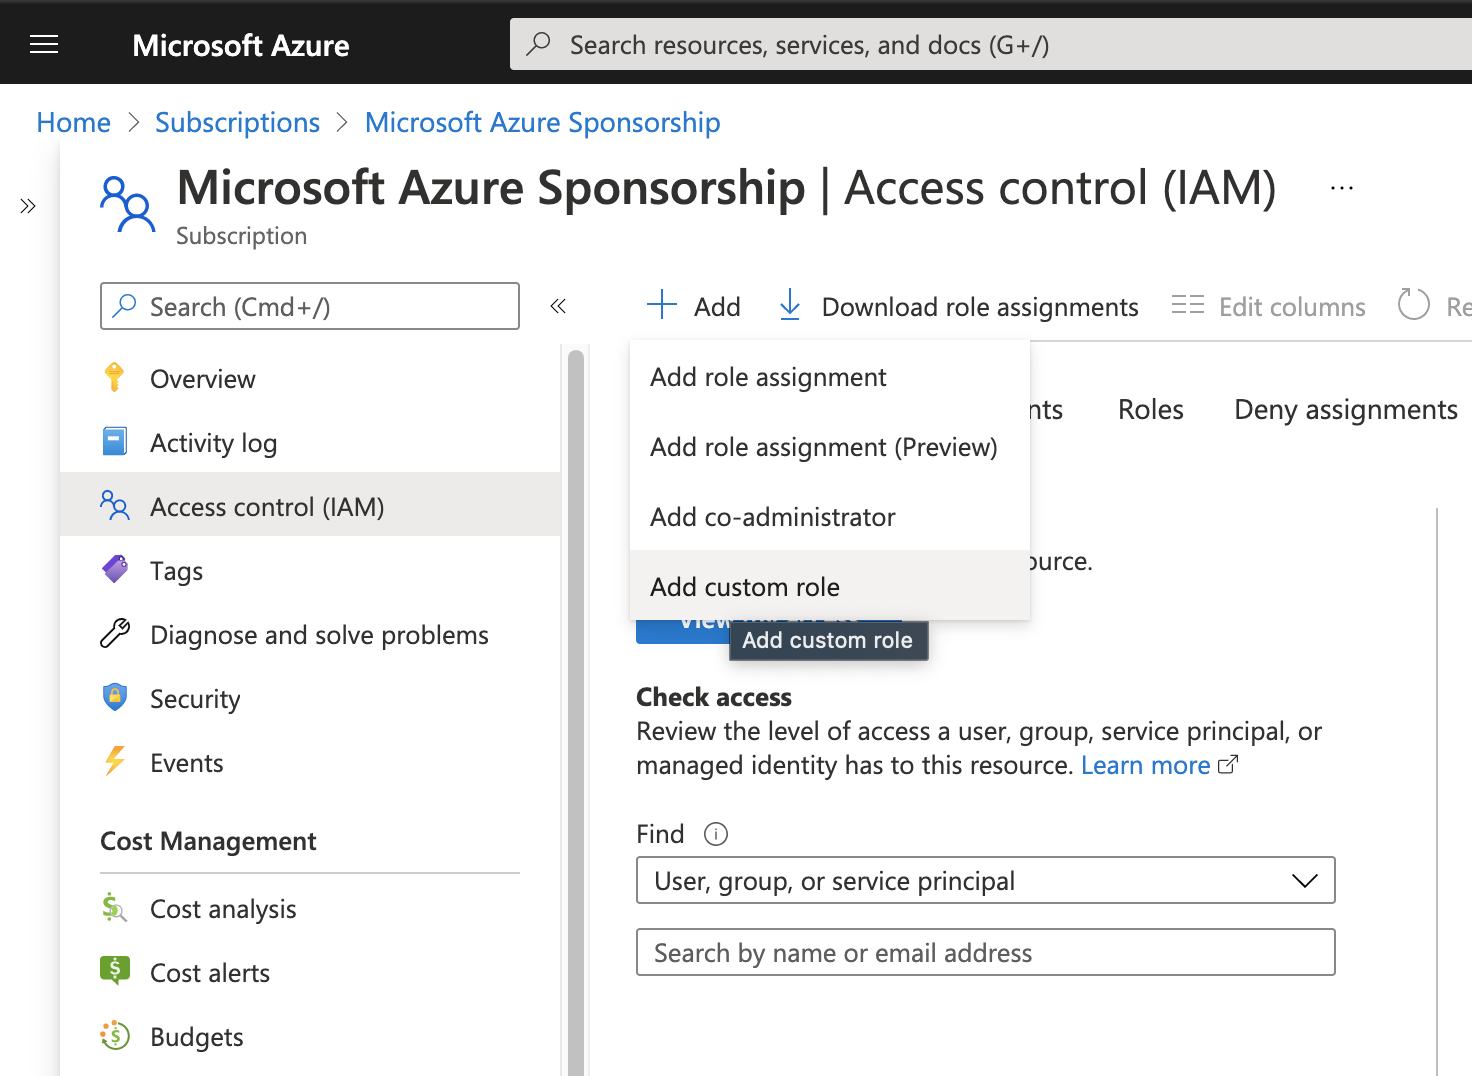 Microsoft Azure
Search resources, services, and docs (G+/)
Home > Subscriptions > Microsoft Azure Sponsorship
Microsoft Azure Sponsorship | Access control (IAM) ...
Subscription
Search (Cmd+/)
Add
Download role assignments
Edit columns
Add role assignment
Add role assignment (Preview)
Add co-administrator
Add custom role
Roles
Deny assignments
Add custom role
Overview
Activity log
Access control (IAM)
Tags
Diagnose and solve problems
Security
Events
Cost Management
Cost analysis
Cost alerts
Budgets
Check access
Review the level of access a user, group, service principal, or
managed identity has to this resource. Learn more
Find
User, group, or service principal
Search by name or email address